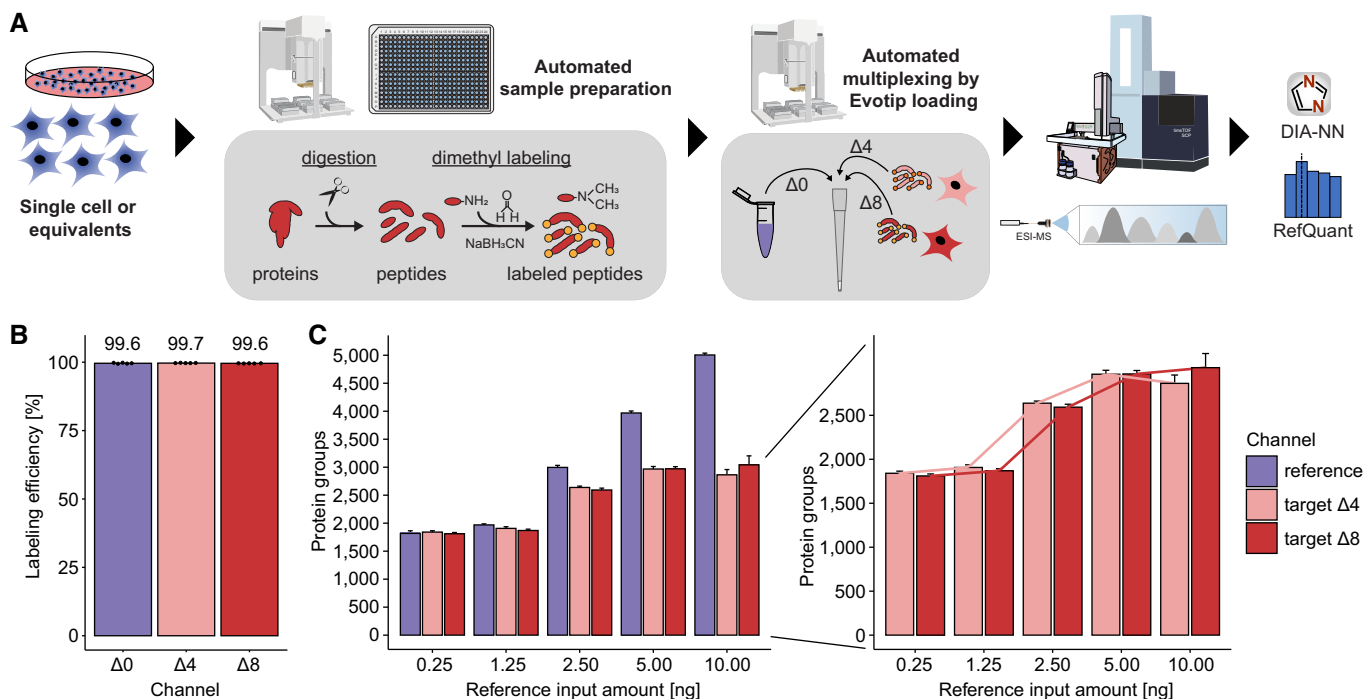 A
Single cell or
equivalents
Automated
sample preparation
digestion
dimethyl labeling
NH₂
O
H H
NaBH₃CN
N
CH₃
CH₃
proteins
peptides
labeled peptides
Automated
multiplexing by
Evotip loading
Δ0
Δ4
Δ8
timsTOF
SCP
ESI-MS
N
N
DIA-NN
RefQuant
B
99.6 99.7 99.6
Labeling efficiency [%]
100
75
50
25
0
Δ0 Δ4 Δ8
Channel
C
Protein groups
5,000
4,500
4,000
3,500
3,000
2,500
2,000
1,500
1,000
500
0
0.25 1.25 2.50 5.00 10.00
Reference input amount [ng]
Protein groups
2,500
2,000
1,500
1,000
500
0
0.25 1.25 2.50 5.00 10.00
Reference input amount [ng]
Channel
reference
target Δ4
target Δ8